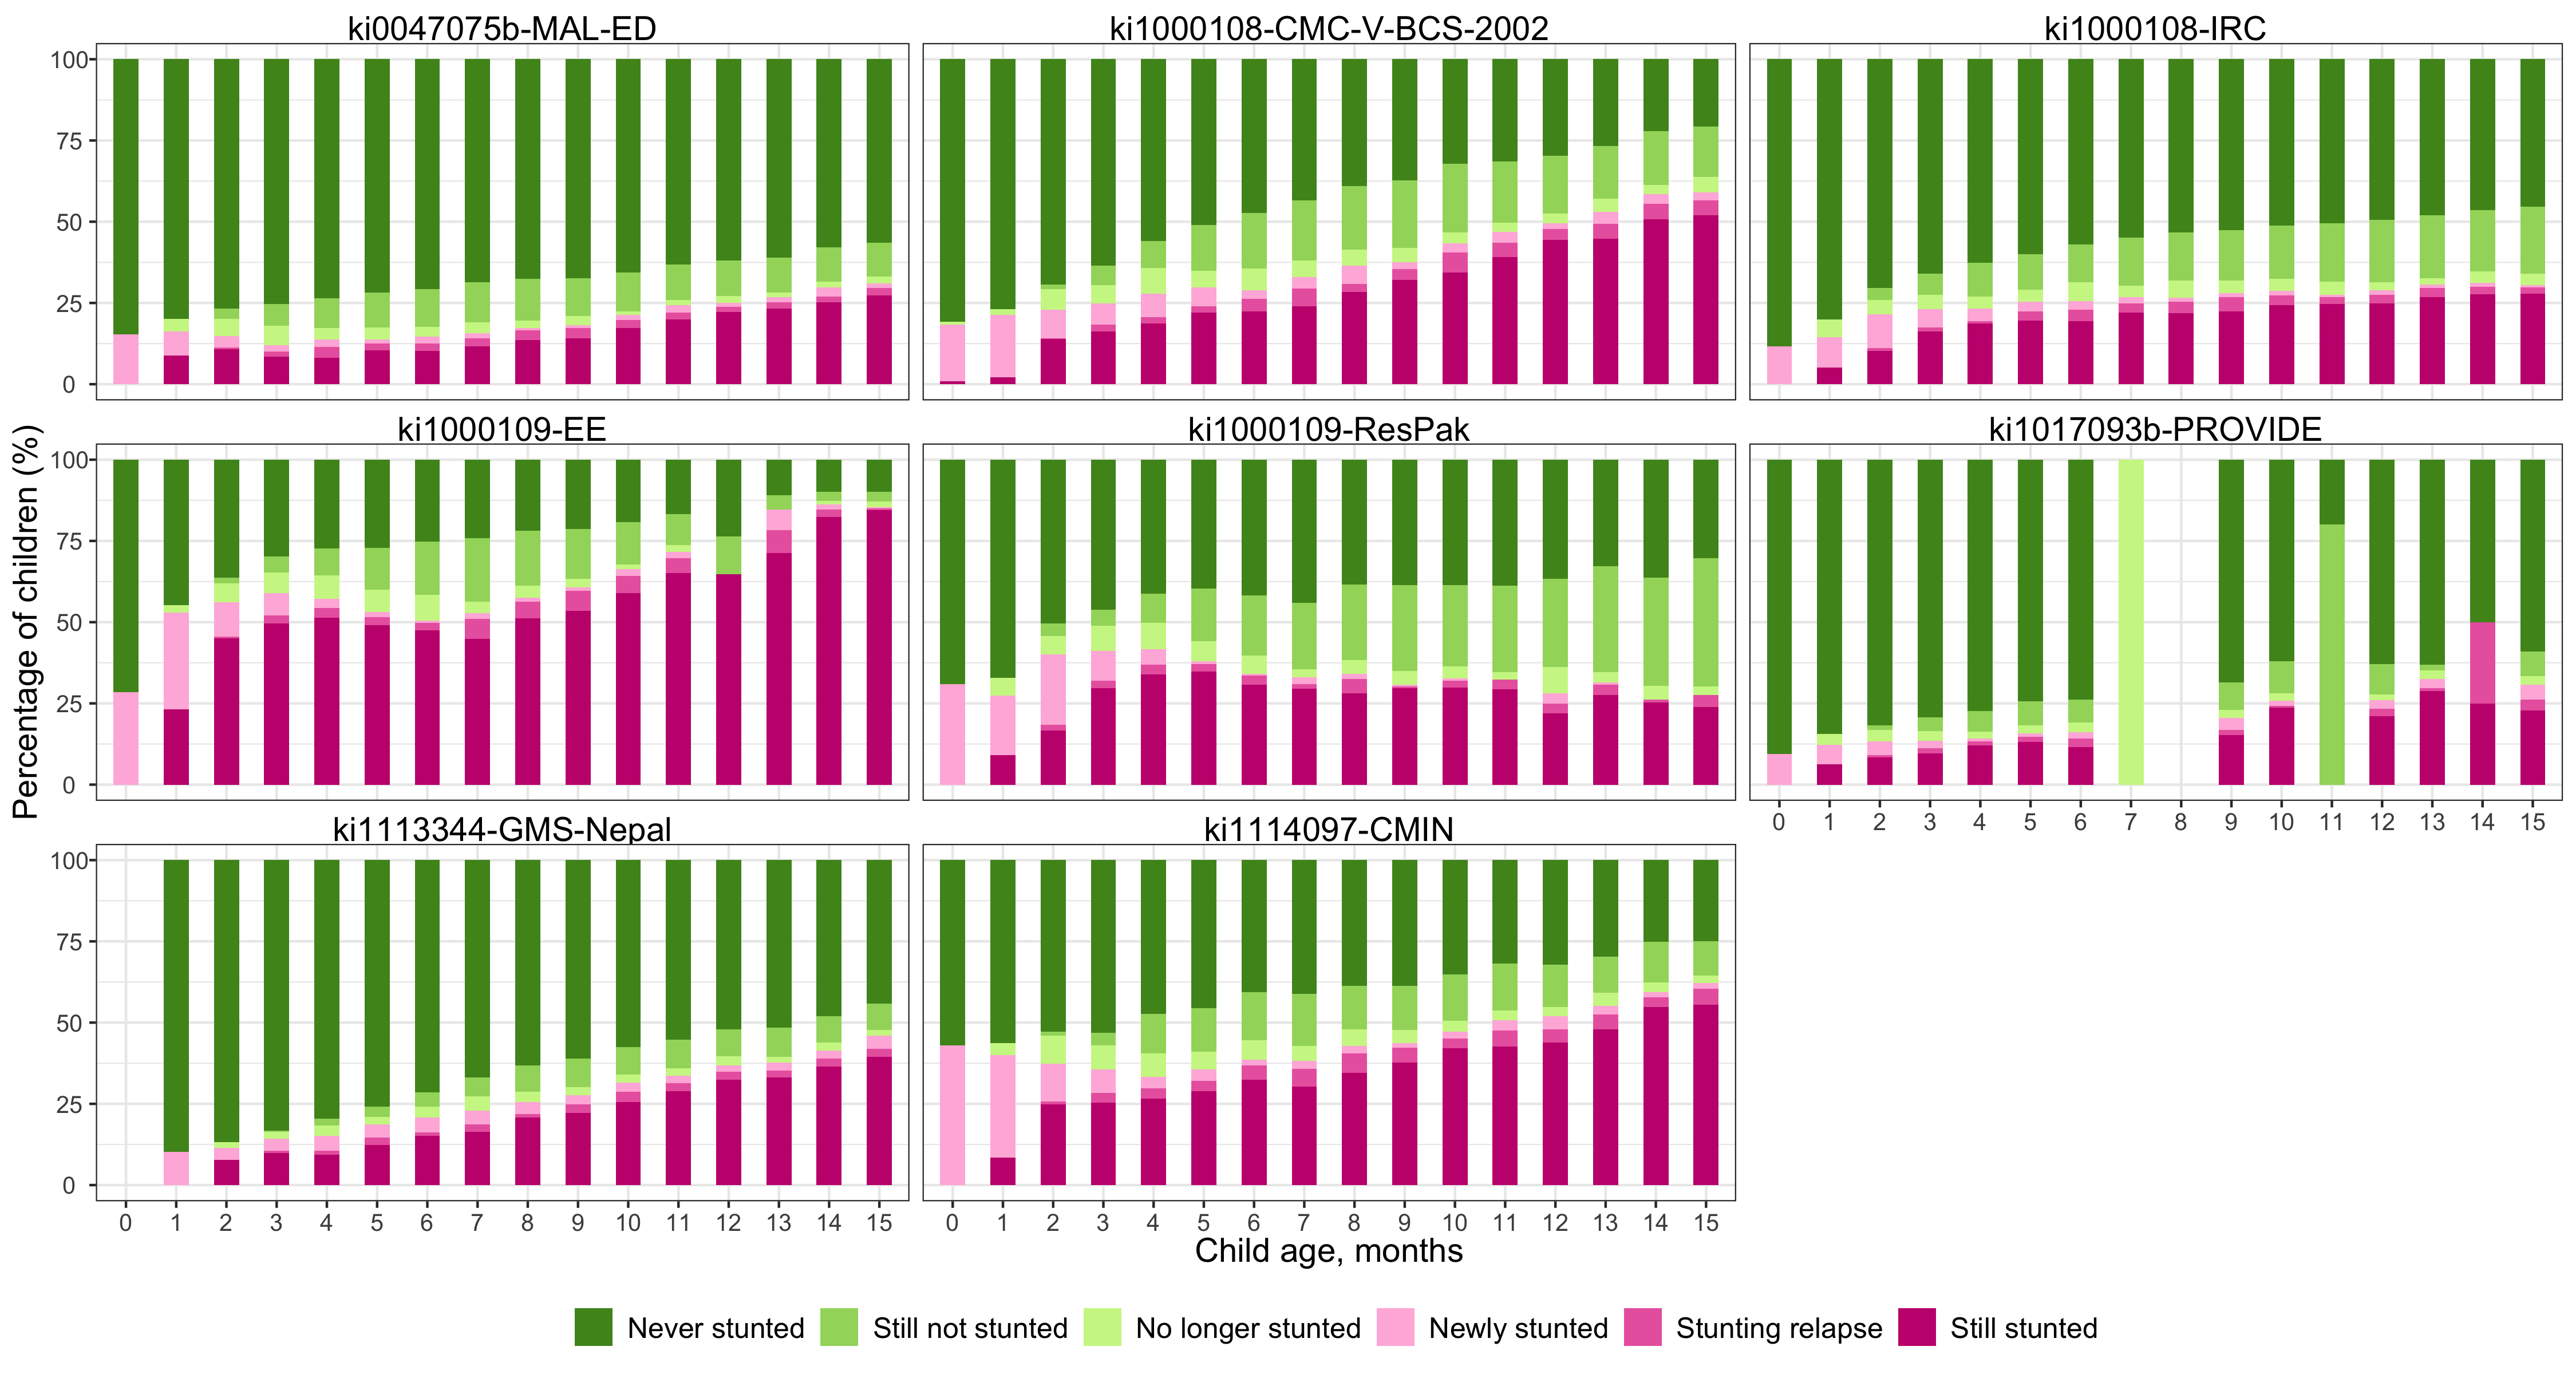 ki0047075b-MAL-ED
ki1000108-CMC-V-BCS-2002
ki1000108-IRC
100
75
50
25
0
ki1000109-EE
ki1000109-ResPak
ki1017093b-PROVIDE
Percentage of children (%)
100
75
50
25
0
0 1 2 3 4 5 6 7 8 9 10 11 12 13 14 15
ki1113344-GMS-Nepal
ki1114097-CMIN
100
75
50
25
0
0 1 2 3 4 5 6 7 8 9 10 11 12 13 14 15
0 1 2 3 4 5 6 7 8 9 10 11 12 13 14 15
Child age, months
Never stunted Still not stunted No longer stunted Newly stunted Stunting relapse Still stunted